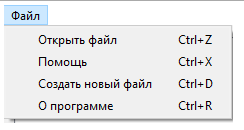 Файл
Открыть файл Ctrl+Z
Помощь Ctrl+X
Создать новый файл Ctrl+D
О программе Ctrl+R